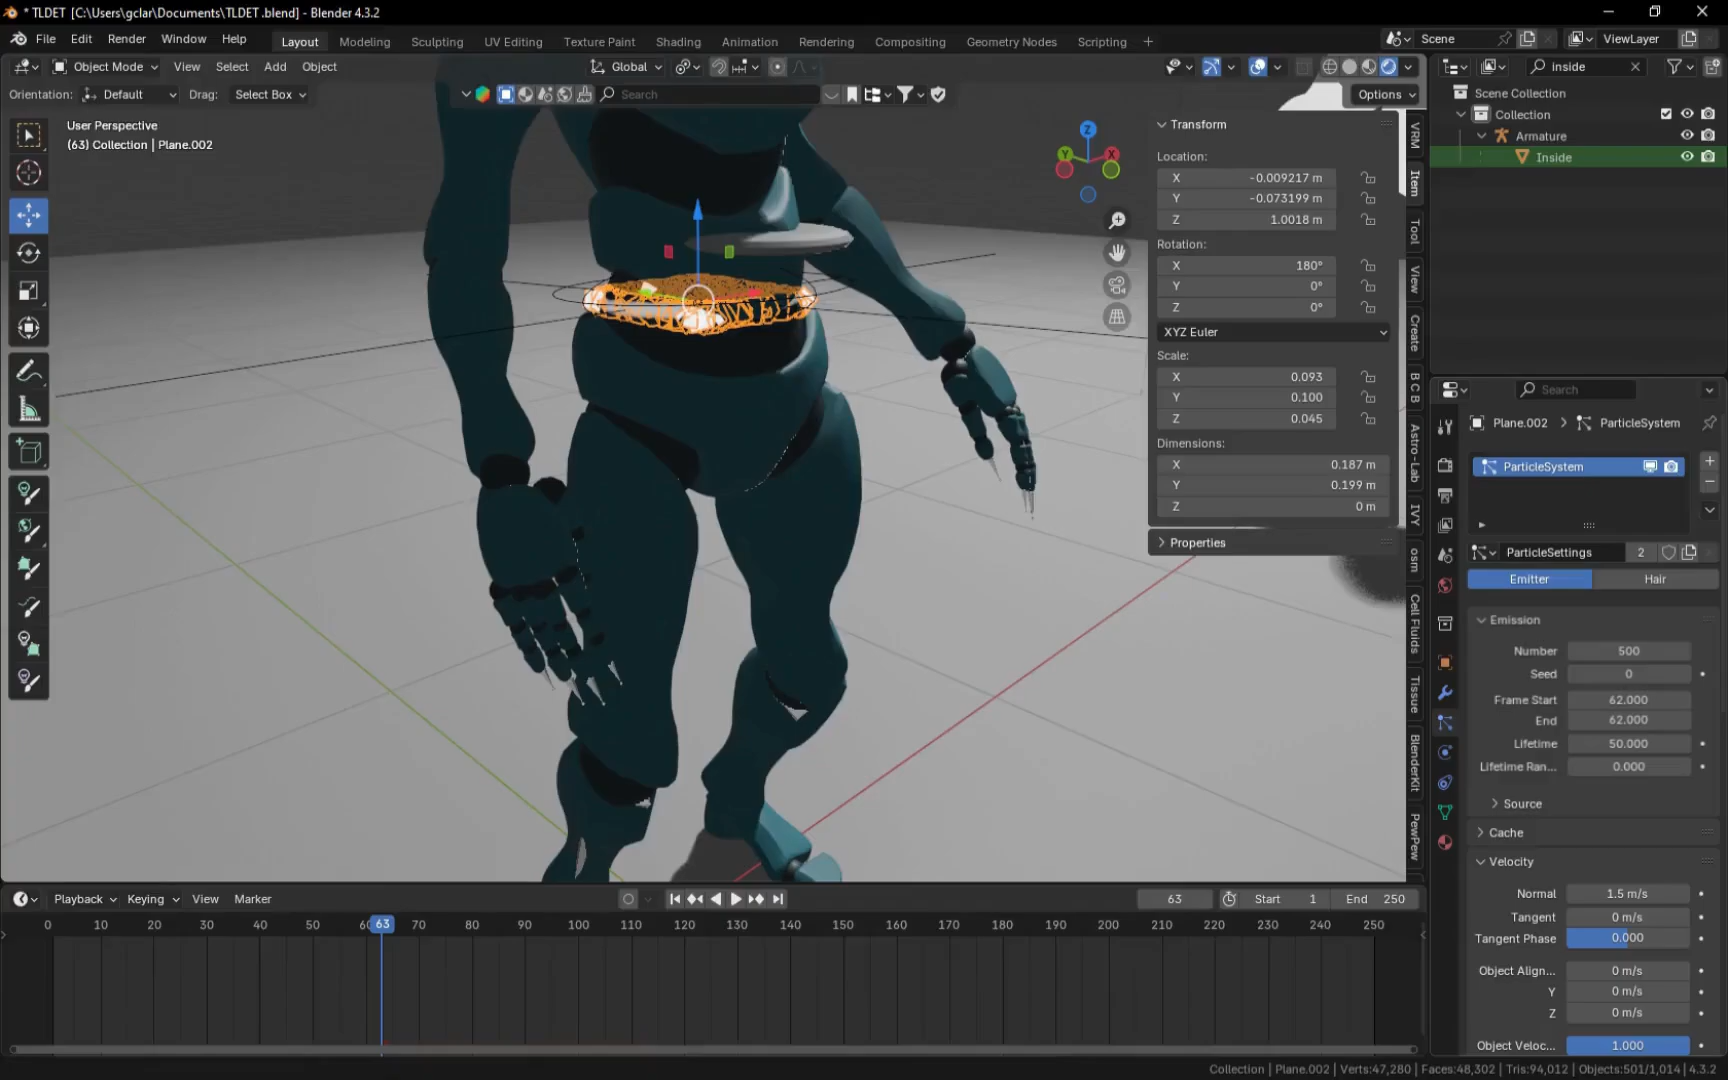 * TLDET [C:\Users\gclar\Documents\TLDET .blend] - Blender 4.3.2
File Edit Render Window Help Layout Modeling Sculpting UV Editing Texture Paint Shading Animation Rendering Compositing Geometry Nodes Scripting + Scene ViewLayer
Object Mode View Select Add Object Global inside
Orientation: Default Drag: Select Box Search Options
Scene Collection
Collection
Armature
Inside
User Perspective
(63) Collection | Plane.002
Z
Y X
Transform
Location:
X -0.009217 m
Y -0.073199 m
Z 1.0018 m
Rotation:
X 180°
Y 0°
Z 0°
XYZ Euler
Scale:
X 0.093
Y 0.100
Z 0.045
Dimensions:
X 0.187 m
Y 0.199 m
Z 0 m
Properties
VRM
Item
Tool
View
Create
B C B
Astro-Lab
IVY
osm
Cell Fluids
Tissue
BlenderKit
PewPew
Search
Plane.002 > ParticleSystem
ParticleSystem
ParticleSettings 2
Emitter Hair
Emission
Number 500
Seed 0
Frame Start 62.000
End 62.000
Lifetime 50.000
Lifetime Ran... 0.000
Source
Cache
Velocity
Normal 1.5 m/s
Tangent 0 m/s
Tangent Phase 0.000
Object Align... 0 m/s
Y 0 m/s
Z 0 m/s
Object Veloc... 1.000
Playback Keying View Marker 63 Start 1 End 250
0 10 20 30 40 50 60 63 70 80 90 100 110 120 130 140 150 160 170 180 190 200 210 220 230 240 250
Collection | Plane.002 | Verts:47,280 | Faces:48,302 | Tris:94,012 | Objects:501/1,014 | 4.3.2